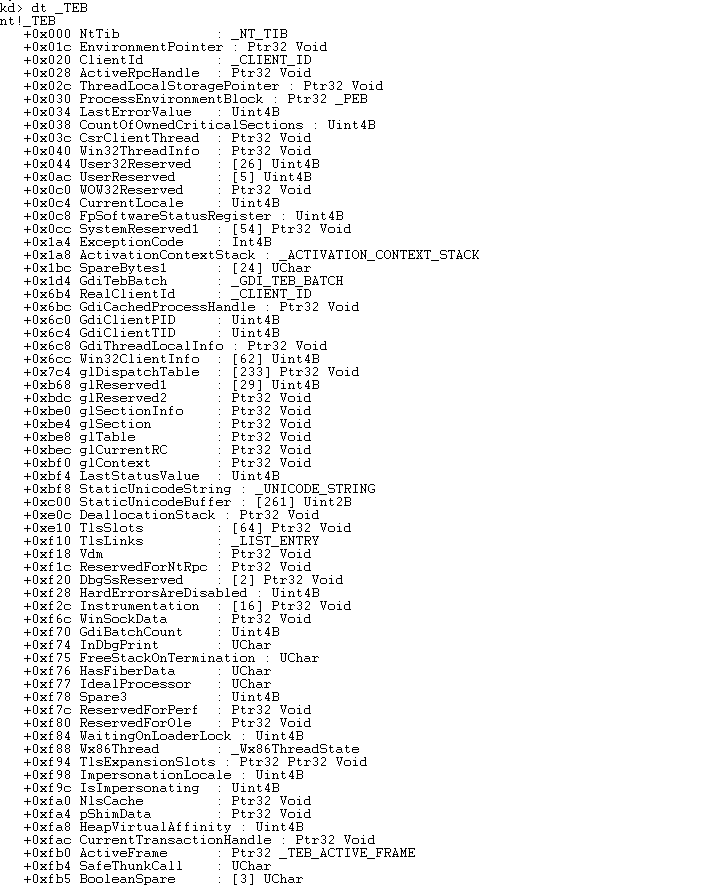 kd> dt _TEB
nt!_TEB
   +0x000 NtTib            : _NT_TIB
   +0x01c EnvironmentPointer : Ptr32 Void
   +0x020 ClientId         : _CLIENT_ID
   +0x028 ActiveRpcHandle  : Ptr32 Void
   +0x02c ThreadLocalStoragePointer : Ptr32 Void
   +0x030 ProcessEnvironmentBlock : Ptr32 _PEB
   +0x034 LastErrorValue   : Uint4B
   +0x038 CountOfOwnedCriticalSections : Uint4B
   +0x03c CsrClientThread  : Ptr32 Void
   +0x040 Win32ThreadInfo  : Ptr32 Void
   +0x044 User32Reserved   : [26] Uint4B
   +0x0ac UserReserved     : [5] Uint4B
   +0x0c0 WOW32Reserved    : Ptr32 Void
   +0x0c4 CurrentLocale    : Uint4B
   +0x0c8 FpSoftwareStatusRegister : Uint4B
   +0x0cc SystemReserved1  : [54] Ptr32 Void
   +0x1a4 ExceptionCode    : Int4B
   +0x1a8 ActivationContextStack : _ACTIVATION_CONTEXT_STACK
   +0x1bc SpareBytes1      : [24] UChar
   +0x1d4 GdiTebBatch      : _GDI_TEB_BATCH
   +0x6b4 RealClientId     : _CLIENT_ID
   +0x6bc GdiCachedProcessHandle : Ptr32 Void
   +0x6c0 GdiClientPID     : Uint4B
   +0x6c4 GdiClientTID     : Uint4B
   +0x6c8 GdiThreadLocalInfo : Ptr32 Void
   +0x6cc Win32ClientInfo  : [62] Uint4B
   +0x7c4 glDispatchTable  : [233] Ptr32 Void
   +0xb68 glReserved1      : [29] Uint4B
   +0xbdc glReserved2      : Ptr32 Void
   +0xbe0 glSectionInfo    : Ptr32 Void
   +0xbe4 glSection        : Ptr32 Void
   +0xbe8 glTable          : Ptr32 Void
   +0xbec glCurrentRC      : Ptr32 Void
   +0xbf0 glContext        : Ptr32 Void
   +0xbf4 LastStatusValue  : Uint4B
   +0xbf8 StaticUnicodeString : _UNICODE_STRING
   +0xc00 StaticUnicodeBuffer : [261] Uint2B
   +0xe0c DeallocationStack : Ptr32 Void
   +0xe10 TlsSlots         : [64] Ptr32 Void
   +0xf10 TlsLinks         : _LIST_ENTRY
   +0xf18 Vdm              : Ptr32 Void
   +0xf1c ReservedForNtRpc : Ptr32 Void
   +0xf20 DbgSsReserved    : [2] Ptr32 Void
   +0xf28 HardErrorsAreDisabled : Uint4B
   +0xf2c Instrumentation  : [16] Ptr32 Void
   +0xf6c WinSockData      : Ptr32 Void
   +0xf70 GdiBatchCount    : Uint4B
   +0xf74 InDbgPrint       : UChar
   +0xf75 FreeStackOnTermination : UChar
   +0xf76 HasFiberData     : UChar
   +0xf77 IdealProcessor   : UChar
   +0xf78 Spare3           : Uint4B
   +0xf7c ReservedForPerf  : Ptr32 Void
   +0xf80 ReservedForOle   : Ptr32 Void
   +0xf84 WaitingOnLoaderLock : Uint4B
   +0xf88 Wx86Thread       : _Wx86ThreadState
   +0xf94 TlsExpansionSlots : Ptr32 Ptr32 Void
   +0xf98 ImpersonationLocale : Uint4B
   +0xf9c IsImpersonating  : Uint4B
   +0xfa0 NlsCache         : Ptr32 Void
   +0xfa4 pShimData        : Ptr32 Void
   +0xfa8 HeapVirtualAffinity : Uint4B
   +0xfac CurrentTransactionHandle : Ptr32 Void
   +0xfb0 ActiveFrame      : Ptr32 _TEB_ACTIVE_FRAME
   +0xfb4 SafeThunkCall    : UChar
   +0xfb5 BooleanSpare     : [3] UChar